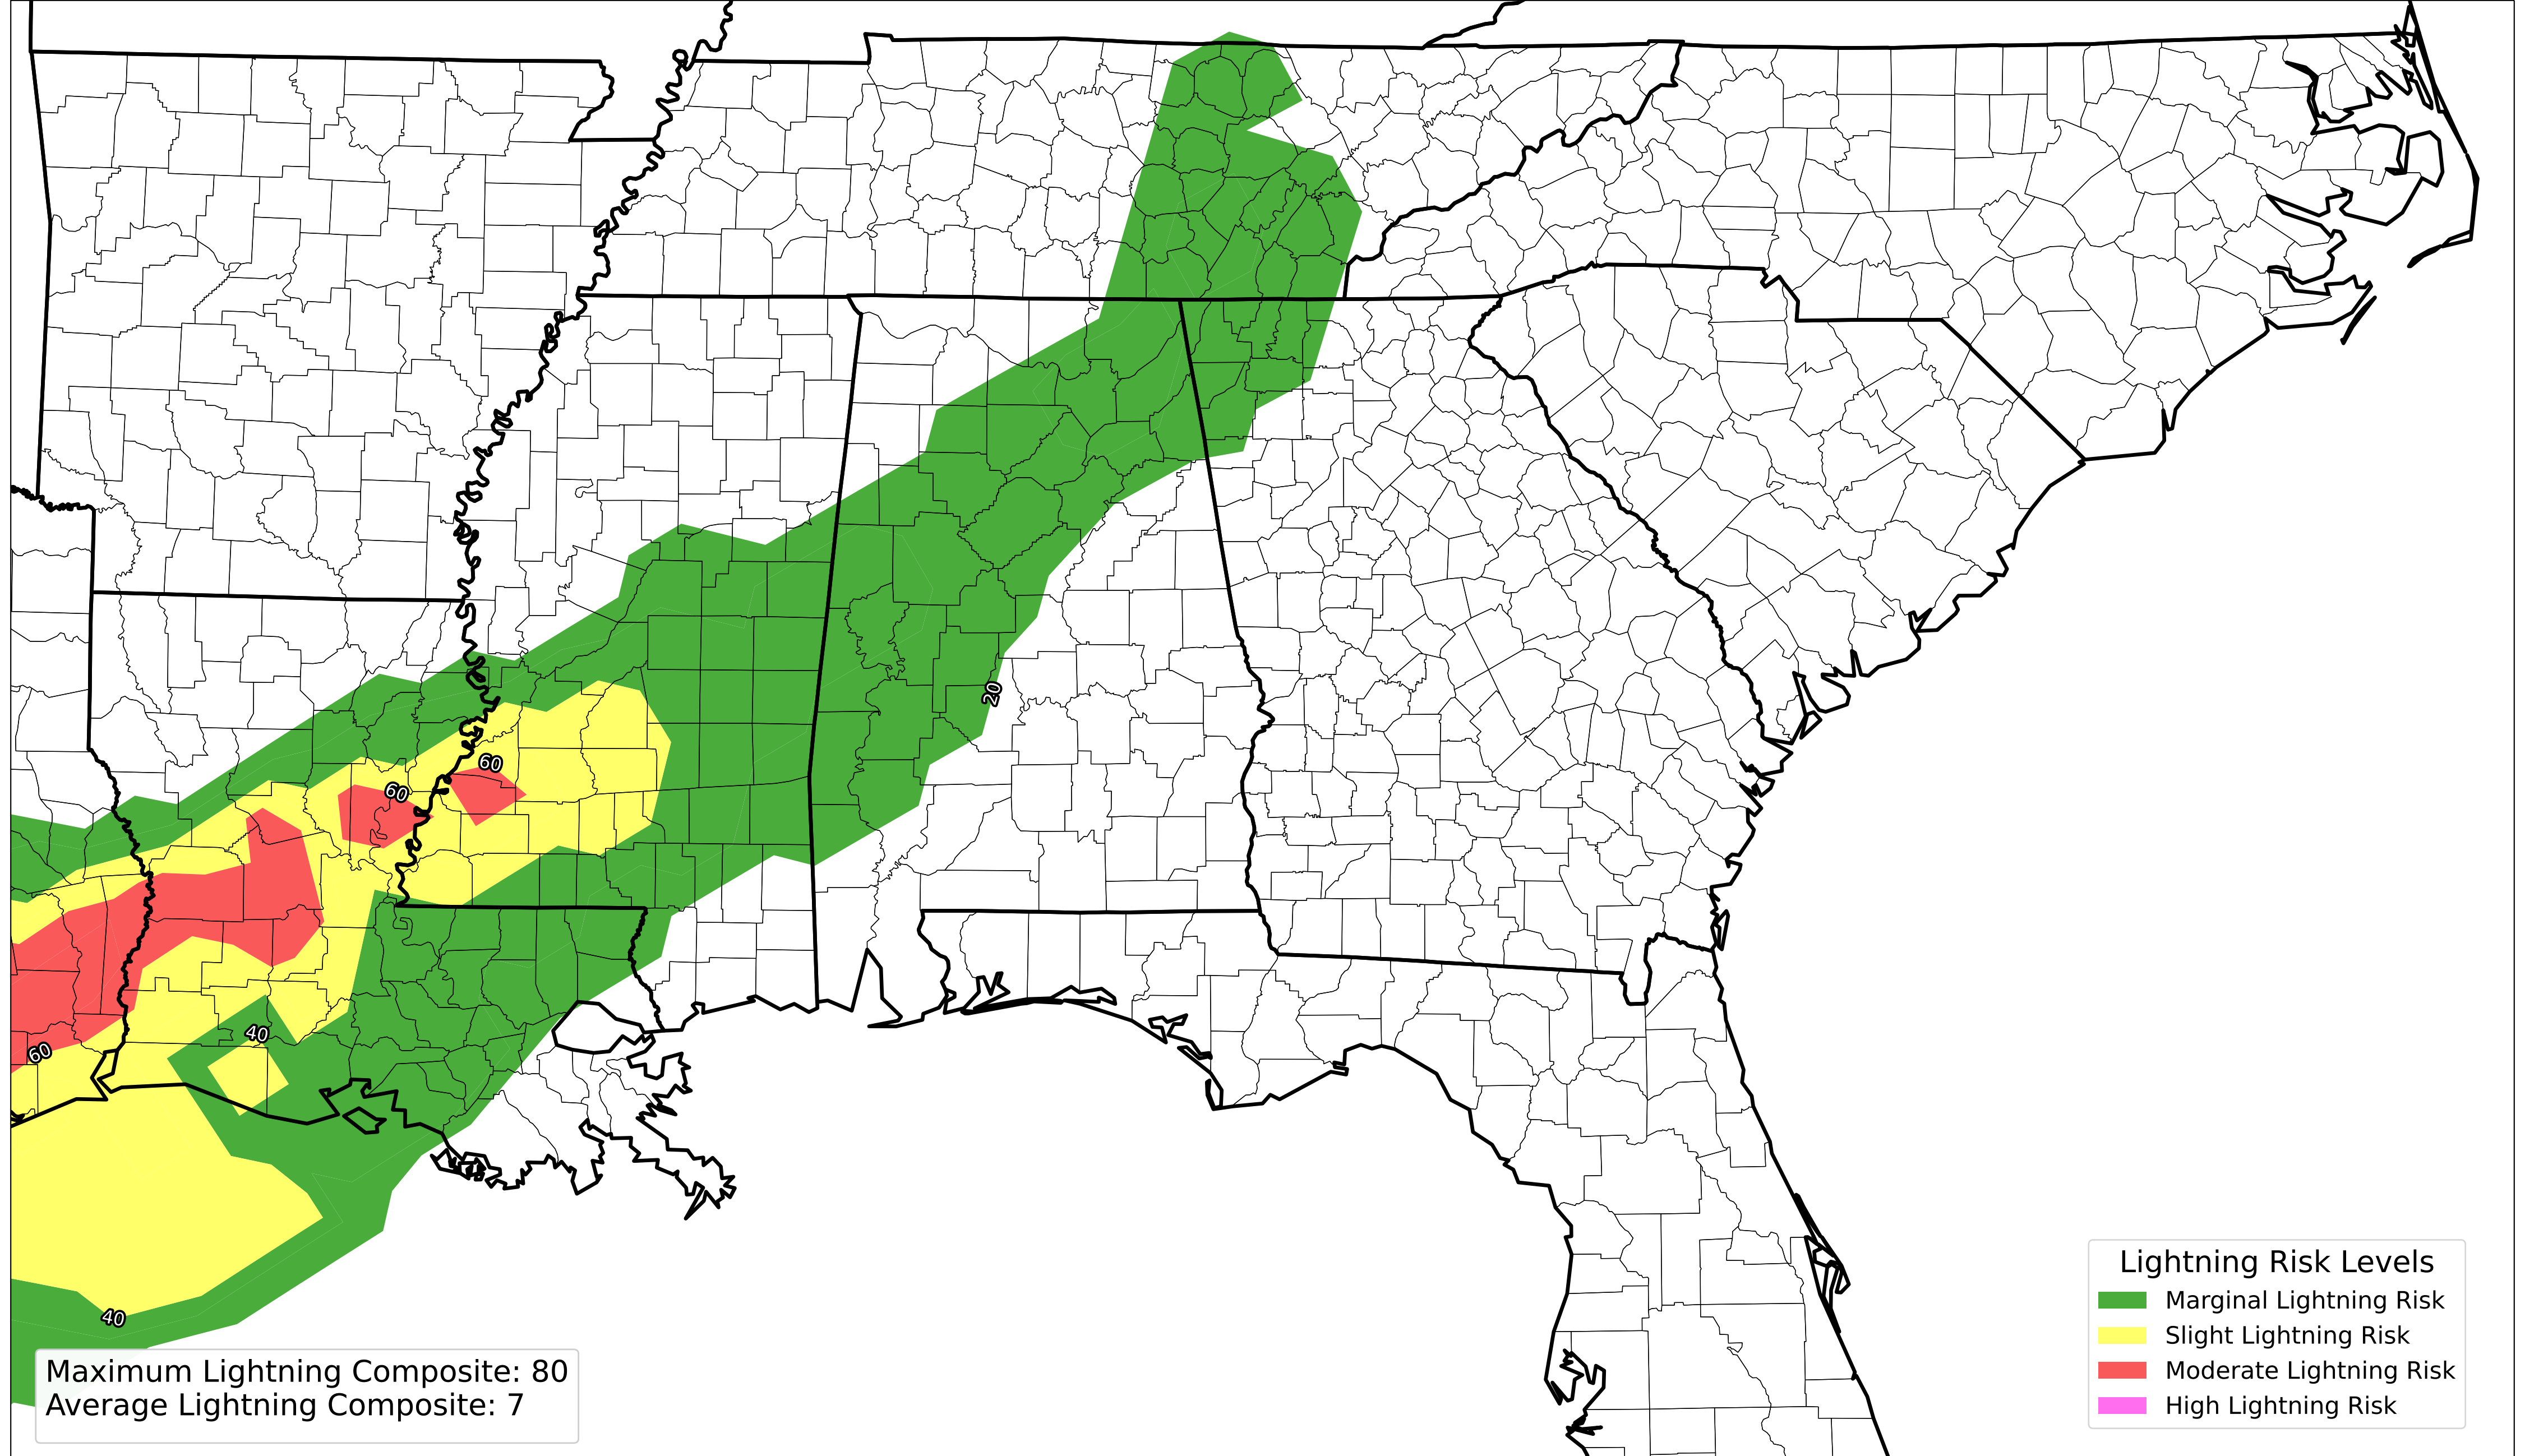 20
60
60
40
60
40
Maximum Lightning Composite: 80
Average Lightning Composite: 7
Lightning Risk Levels
Marginal Lightning Risk
Slight Lightning Risk
Moderate Lightning Risk
High Lightning Risk